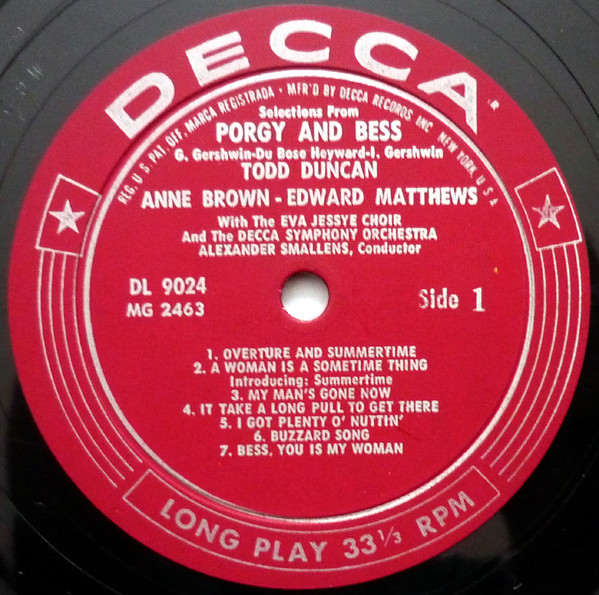 DECCA
®
REG. U.S. PAT. OFF. MARCA REGISTRADA • MFR'D BY DECCA RECORDS, INC. NEW YORK, U.S.A.
Selections From
PORGY AND BESS
G. Gershwin-Du Bose Heyward-I. Gershwin
TODD DUNCAN
ANNE BROWN - EDWARD MATTHEWS
With The EVA JESSYE CHOIR
And The DECCA SYMPHONY ORCHESTRA
ALEXANDER SMALLENS, Conductor
DL 9024
MG 2463
Side 1
1. OVERTURE AND SUMMERTIME
2. A WOMAN IS A SOMETIME THING
Introducing: Summertime
3. MY MAN'S GONE NOW
4. IT TAKE A LONG PULL TO GET THERE
5. I GOT PLENTY O' NUTTIN'
6. BUZZARD SONG
7. BESS, YOU IS MY WOMAN
LONG PLAY 33 1/3 RPM